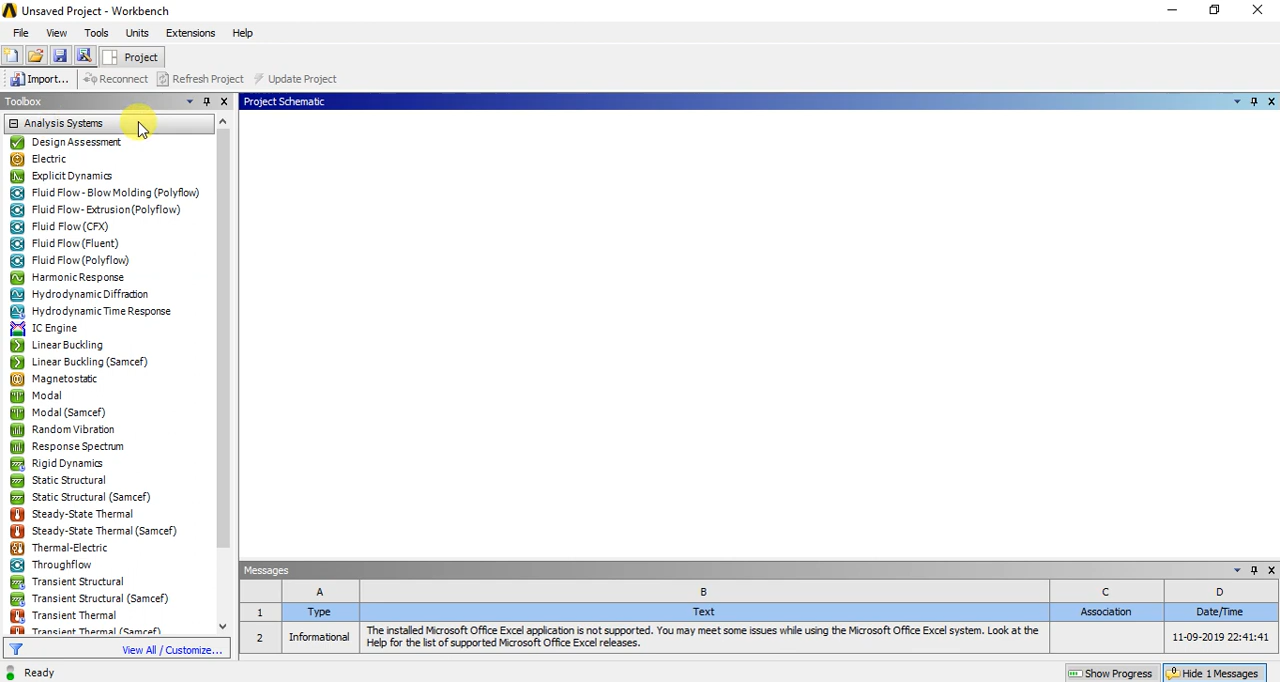 Unsaved Project - Workbench
File View Tools Units Extensions Help
Project
Import... Reconnect Refresh Project Update Project
Toolbox
Project Schematic
Analysis Systems
Design Assessment
Electric
Explicit Dynamics
Fluid Flow - Blow Molding (Polyflow)
Fluid Flow - Extrusion (Polyflow)
Fluid Flow (CFX)
Fluid Flow (Fluent)
Fluid Flow (Polyflow)
Harmonic Response
Hydrodynamic Diffraction
Hydrodynamic Time Response
IC Engine
Linear Buckling
Linear Buckling (Samcef)
Magnetostatic
Modal
Modal (Samcef)
Random Vibration
Response Spectrum
Rigid Dynamics
Static Structural
Static Structural (Samcef)
Steady-State Thermal
Steady-State Thermal (Samcef)
Thermal-Electric
Throughflow
Transient Structural
Transient Structural (Samcef)
Transient Thermal
Transient Thermal (Samcef)
View All / Customize...
Messages
A B C D
1 Type Text Association Date/Time
2 Informational The installed Microsoft Office Excel application is not supported. You may meet some issues while using the Microsoft Office Excel system. Look at the 11-09-2019 22:41:41
Help for the list of supported Microsoft Office Excel releases.
Ready
Show Progress Hide 1 Messages